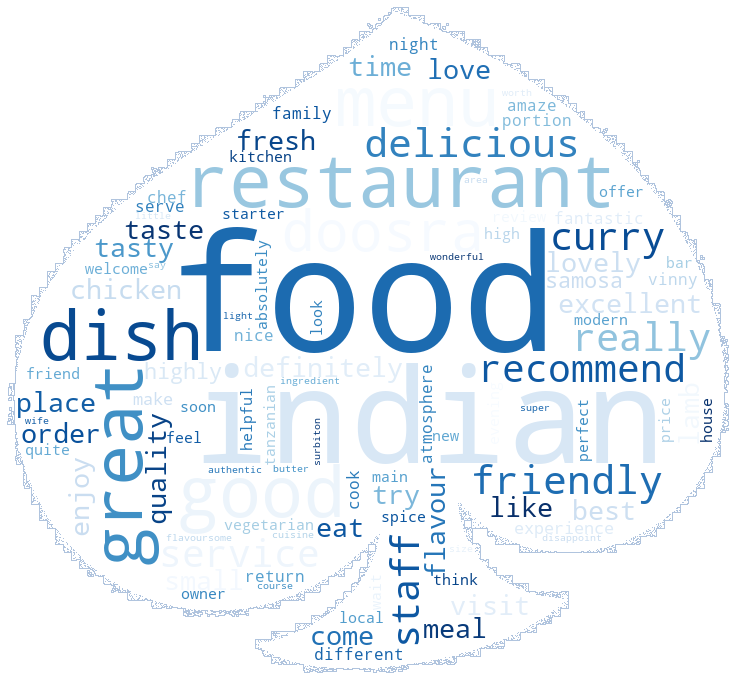 night
time love
worth
menu amaze
family portion
fresh delicious
kitchen
restaurant
area
chef offer
serve
little starter review fantastic
taste doosra high curry
tasty absolutely wonderful lovely
welcome say food samosa bar vinny
chicken excellent
light look modern
dish nice really
highly definitely recommend
friend ingredient
great indian
place make soon helpful tanzanian atmosphere super perfect price lamb house
wife
order feel new
quite surbiton
authentic butter main
enjoy quality good cook try flavour friendly
spice like best
vegetarian eat experience
flavoursome cuisine disappoint
service staff size
small return wait think
course
owner visit
local
come meal
different